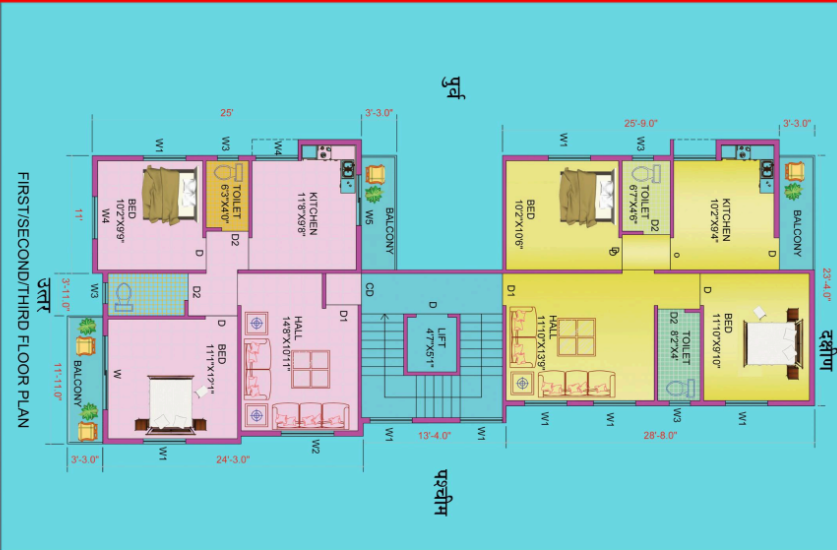 पुर्व
25'
3'-3.0"
25'-9.0"
3'-3.0"
W1
W3
W4
W1
W3
BED
10'2"X9'9"
TOILET
6'3"X4'0"
KITCHEN
11'8"X9'8"
BALCONY
W5
W4
D
D2
11'
BED
10'2"X10'6"
TOILET
6'7"X4'6"
D2
KITCHEN
10'2"X9'4"
D
BALCONY
23'-4.0"
उत्तर
3'-11.0"
W3
D2
D1
CD
D
LIFT
4'7"X5'1"
D1
D
HALL
14'8"X10'11"
HALL
11'10"X13'9"
BED
11'10"X9'10"
TOILET
8'2"X4'
D2
दक्षीण
D
BED
11'1"X12'1"
W
BALCONY
11'-11.0"
FIRST/SECOND/THIRD FLOOR PLAN
W1
W2
W1
W1
W1
W1
W3
W1
3'-3.0"
24'-3.0"
13'-4.0"
28'-8.0"
पश्चीम